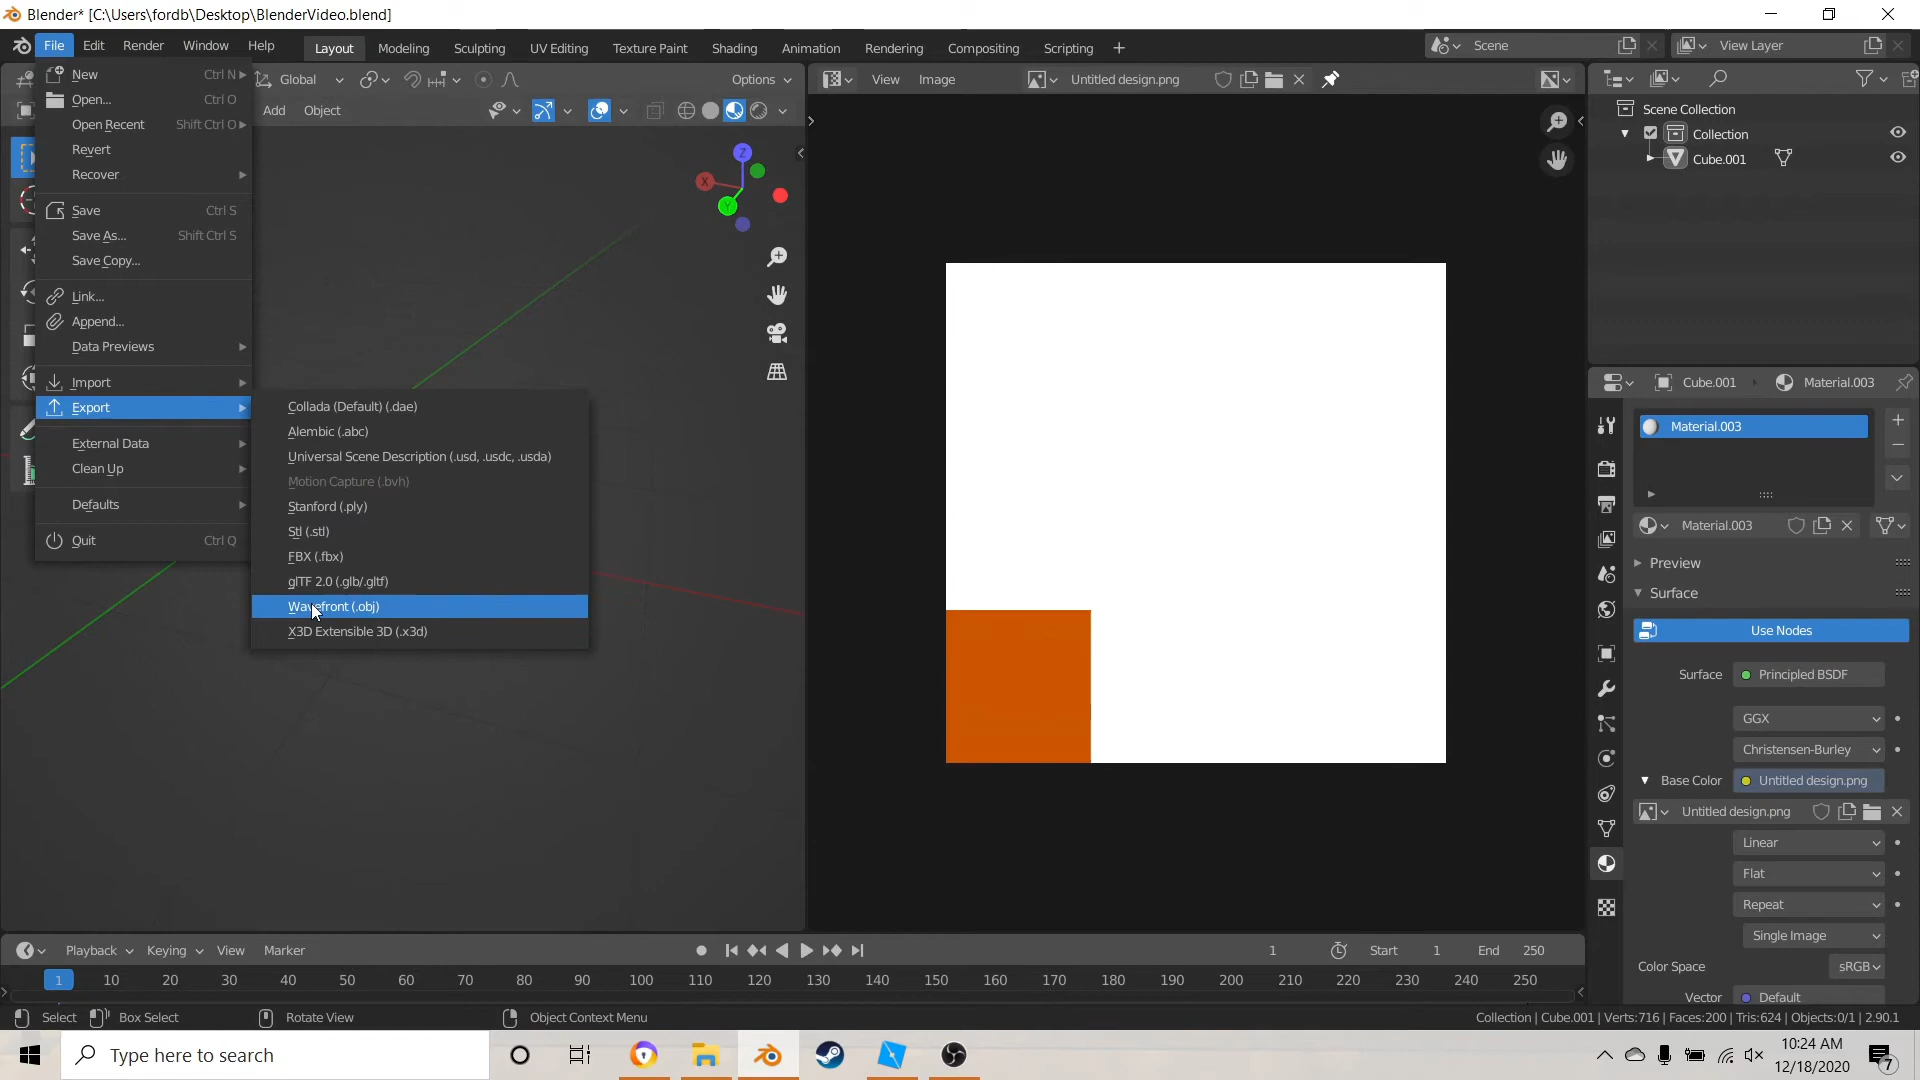 Blender* [C:\Users\fordb\Desktop\BlenderVideo.blend]
File Edit Render Window Help Layout Modeling Sculpting UV Editing Texture Paint Shading Animation Rendering Compositing Scripting + Scene View Layer
Global Options View Image Untitled design.png
Add Object
New Ctrl N
Open... Ctrl O
Open Recent Shift Ctrl O
Revert
Recover
Save Ctrl S
Save As... Shift Ctrl S
Save Copy...
Link...
Append...
Data Previews
Import
Export
External Data
Clean Up
Defaults
Quit Ctrl Q
Collada (Default) (.dae)
Alembic (.abc)
Universal Scene Description (.usd, .usdc, .usda)
Motion Capture (.bvh)
Stanford (.ply)
Stl (.stl)
FBX (.fbx)
glTF 2.0 (.glb/.gltf)
Wavefront (.obj)
X3D Extensible 3D (.x3d)
Z
X
Y
Scene Collection
Collection
Cube.001
Cube.001 Material.003
Material.003
Material.003
Preview
Surface
Use Nodes
Surface Principled BSDF
GGX
Christensen-Burley
Base Color Untitled design.png
Untitled design.png
Linear
Flat
Repeat
Single Image
Color Space sRGB
Vector Default
Playback Keying View Marker 1 Start 1 End 250
1 10 20 30 40 50 60 70 80 90 100 110 120 130 140 150 160 170 180 190 200 210 220 230 240 250
Select Box Select Rotate View Object Context Menu Collection | Cube.001 | Verts:716 | Faces:200 | Tris:624 | Objects:0/1 | 2.90.1
Type here to search
10:24 AM
12/18/2020
7